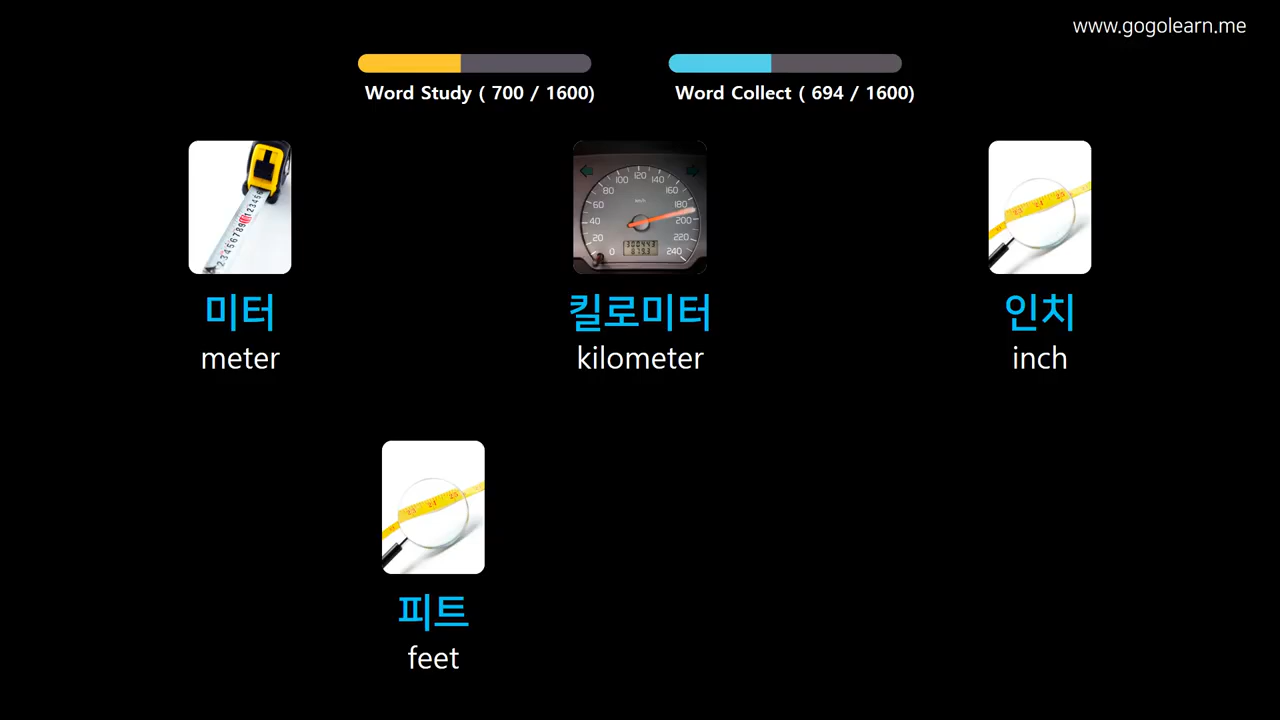 www.gogolearn.me
Word Study ( 700 / 1600)
Word Collect ( 694 / 1600)
미터
meter
킬로미터
kilometer
인치
inch
피트
feet